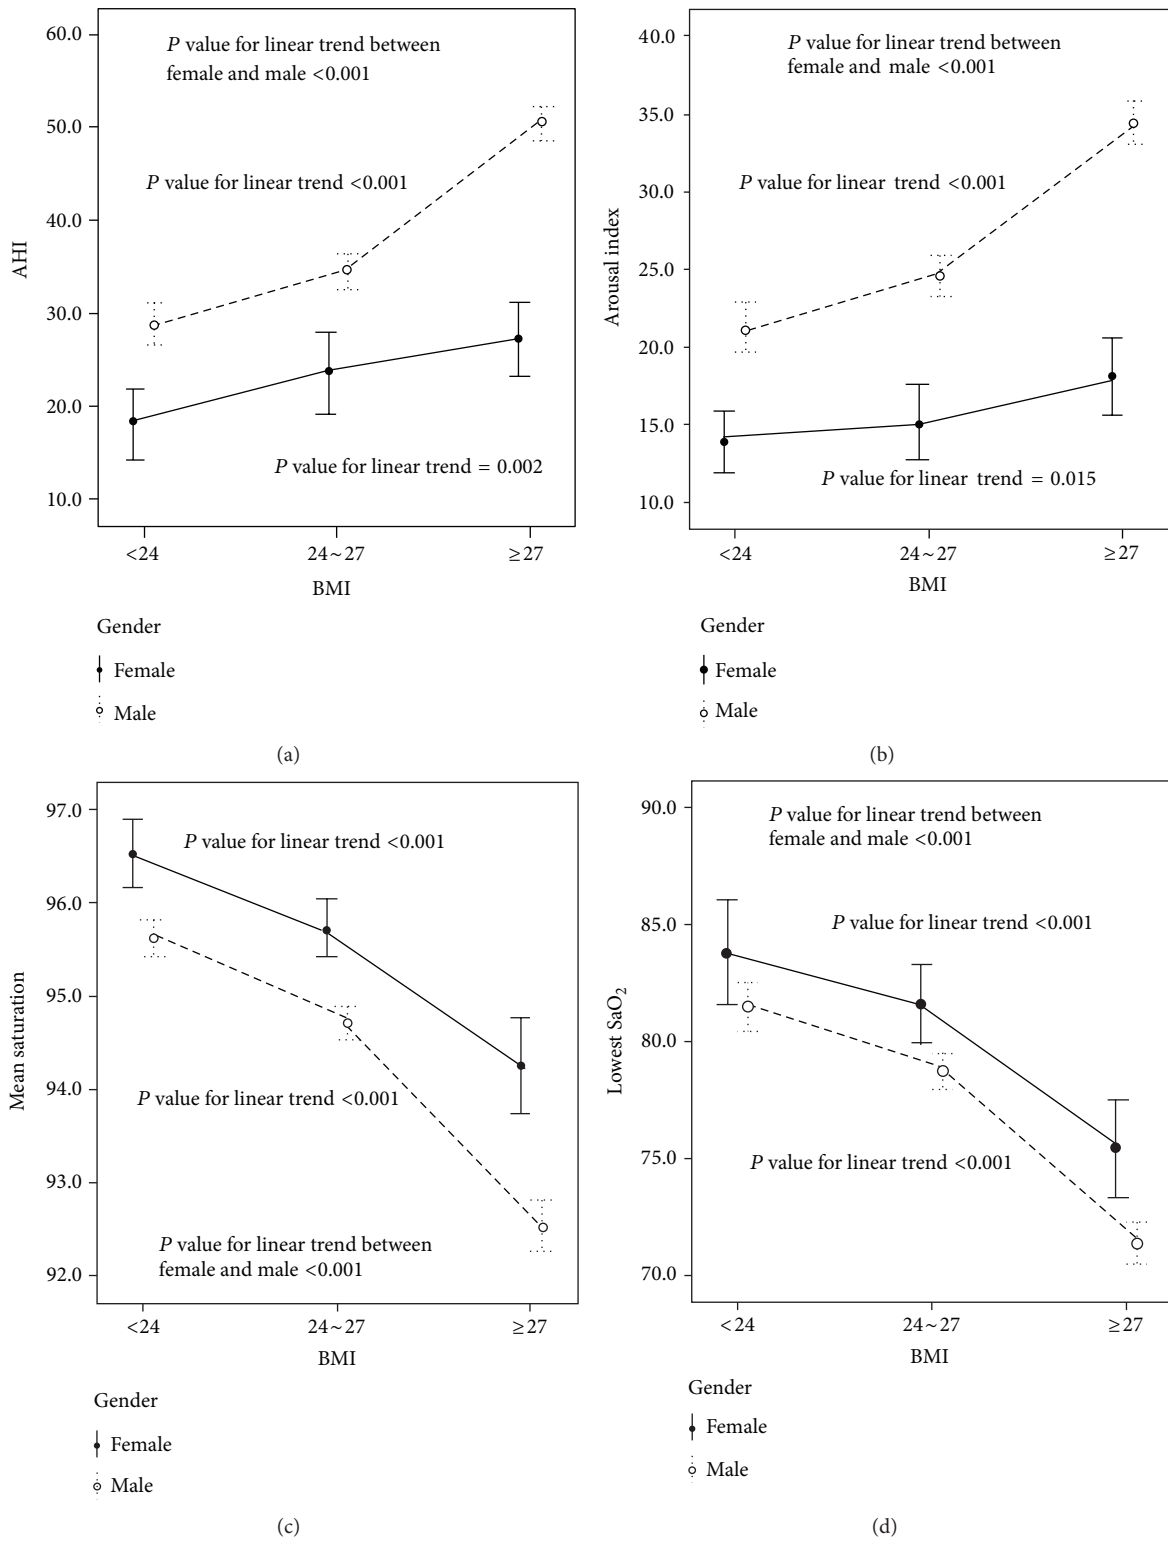 60.0
50.0
40.0
30.0
20.0
10.0
AHI
P value for linear trend between
female and male <0.001
P value for linear trend <0.001
P value for linear trend = 0.002
<24
24~27
≥27
BMI
Gender
Female
Male
(a)
40.0
35.0
30.0
25.0
20.0
15.0
10.0
Arousal index
P value for linear trend between
female and male <0.001
P value for linear trend <0.001
P value for linear trend = 0.015
<24
24~27
≥27
BMI
Gender
Female
Male
(b)
97.0
96.0
95.0
94.0
93.0
92.0
Mean saturation
P value for linear trend <0.001
P value for linear trend <0.001
P value for linear trend between
female and male <0.001
<24
24~27
≥27
BMI
Gender
Female
Male
(c)
90.0
85.0
80.0
75.0
70.0
Lowest SaO₂
P value for linear trend between
female and male <0.001
P value for linear trend <0.001
P value for linear trend <0.001
<24
24~27
≥27
BMI
Gender
Female
Male
(d)